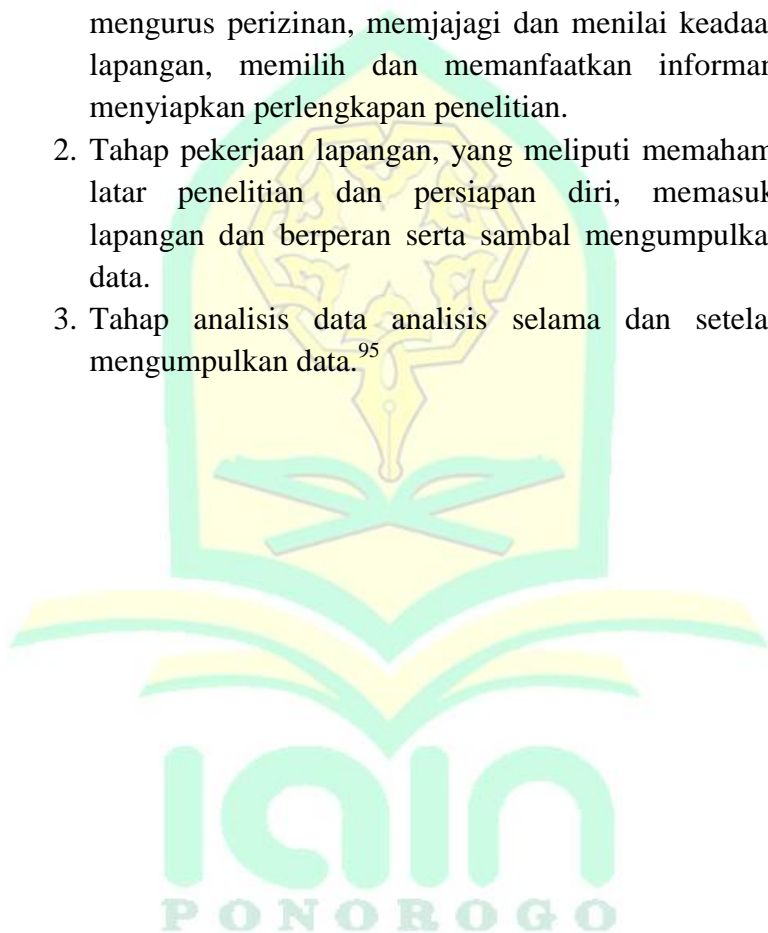 mengurus perizinan, memjajagi dan menilai keadaa
lapangan, memilih dan memanfaatkan informan
menyiapkan perlengkapan penelitian.
2. Tahap pekerjaan lapangan, yang meliputi memaham
latar penelitian dan persiapan diri, memasuk
lapangan dan berperan serta sambal mengumpulka
data.
3. Tahap analisis data analisis selama dan setela
mengumpulkan data.95
iain
PONOROGO